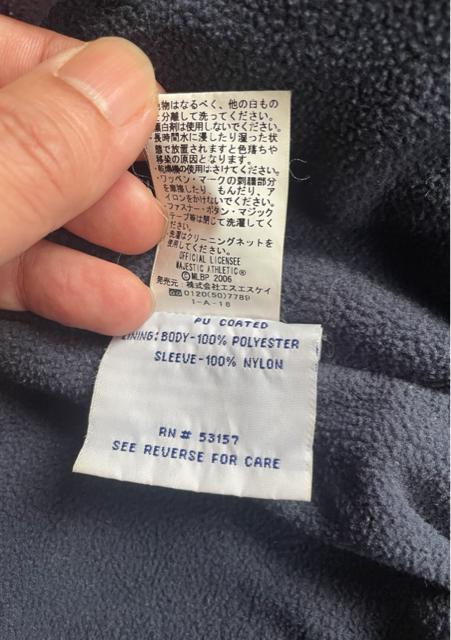 物はなるべく、他の白もの
と分離して洗ってください。
漂白剤は使用しないでください。
長時間水に浸したり湿った状
態で放置されますと色落ちや
移染の原因となります。
・乾燥機の使用はさけてください。
・ワッペン・マークの刺繍部分
を摩擦したり、もんだり、ア
イロンをかけないでください。
・ファスナー・ボタン・マジック
テープ等は閉じて洗濯してく
ださい。
・洗濯はクリーニングネットを
使用してください。
OFFICIAL LICENSEE
MAJESTIC ATHLETIC®
©MLBP 2006
発売元: 株式会社エスエスケイ
0120(50)7789
1-A-16
PU COATED
LINING: BODY-100% POLYESTER
SLEEVE-100% NYLON
RN # 53157
SEE REVERSE FOR CARE